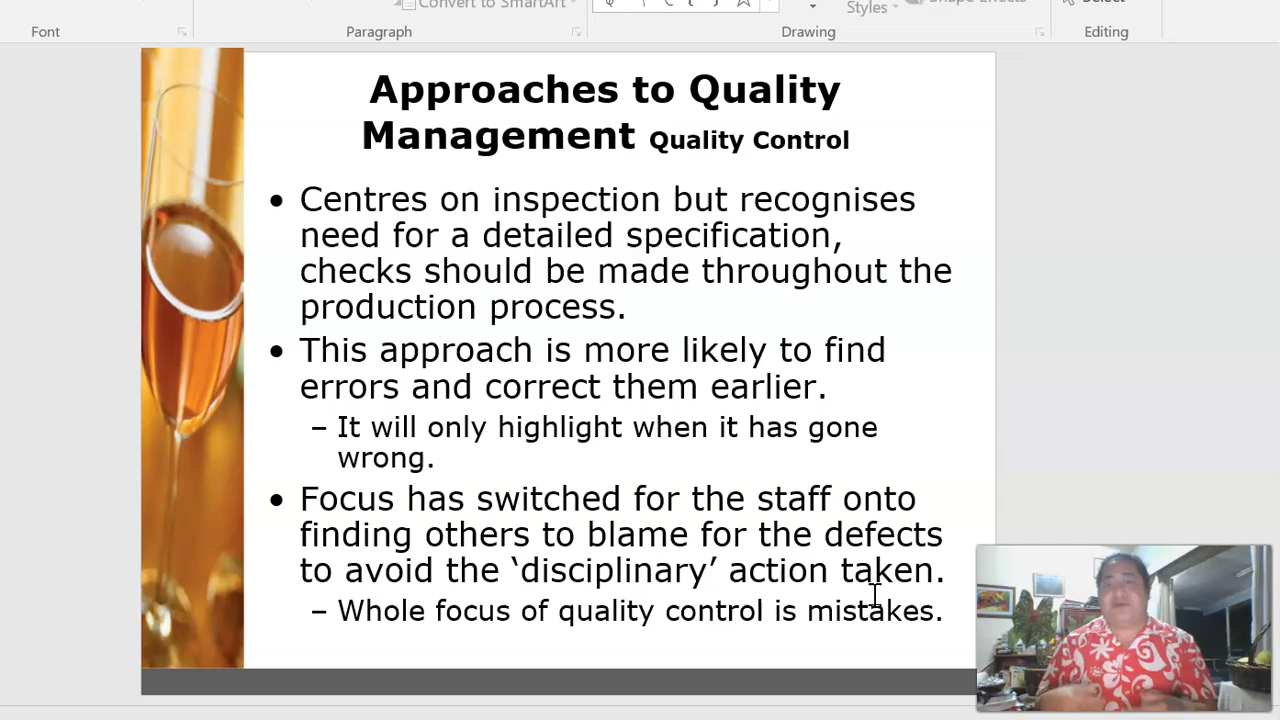 Convert to SmartArt
Styles
Shape Effects
Select
Font
Paragraph
Drawing
Editing
Approaches to Quality
Management Quality Control
• Centres on inspection but recognises
need for a detailed specification,
checks should be made throughout the
production process.
• This approach is more likely to find
errors and correct them earlier.
– It will only highlight when it has gone
wrong.
• Focus has switched for the staff onto
finding others to blame for the defects
to avoid the ‘disciplinary’ action taken.
– Whole focus of quality control is mistakes.